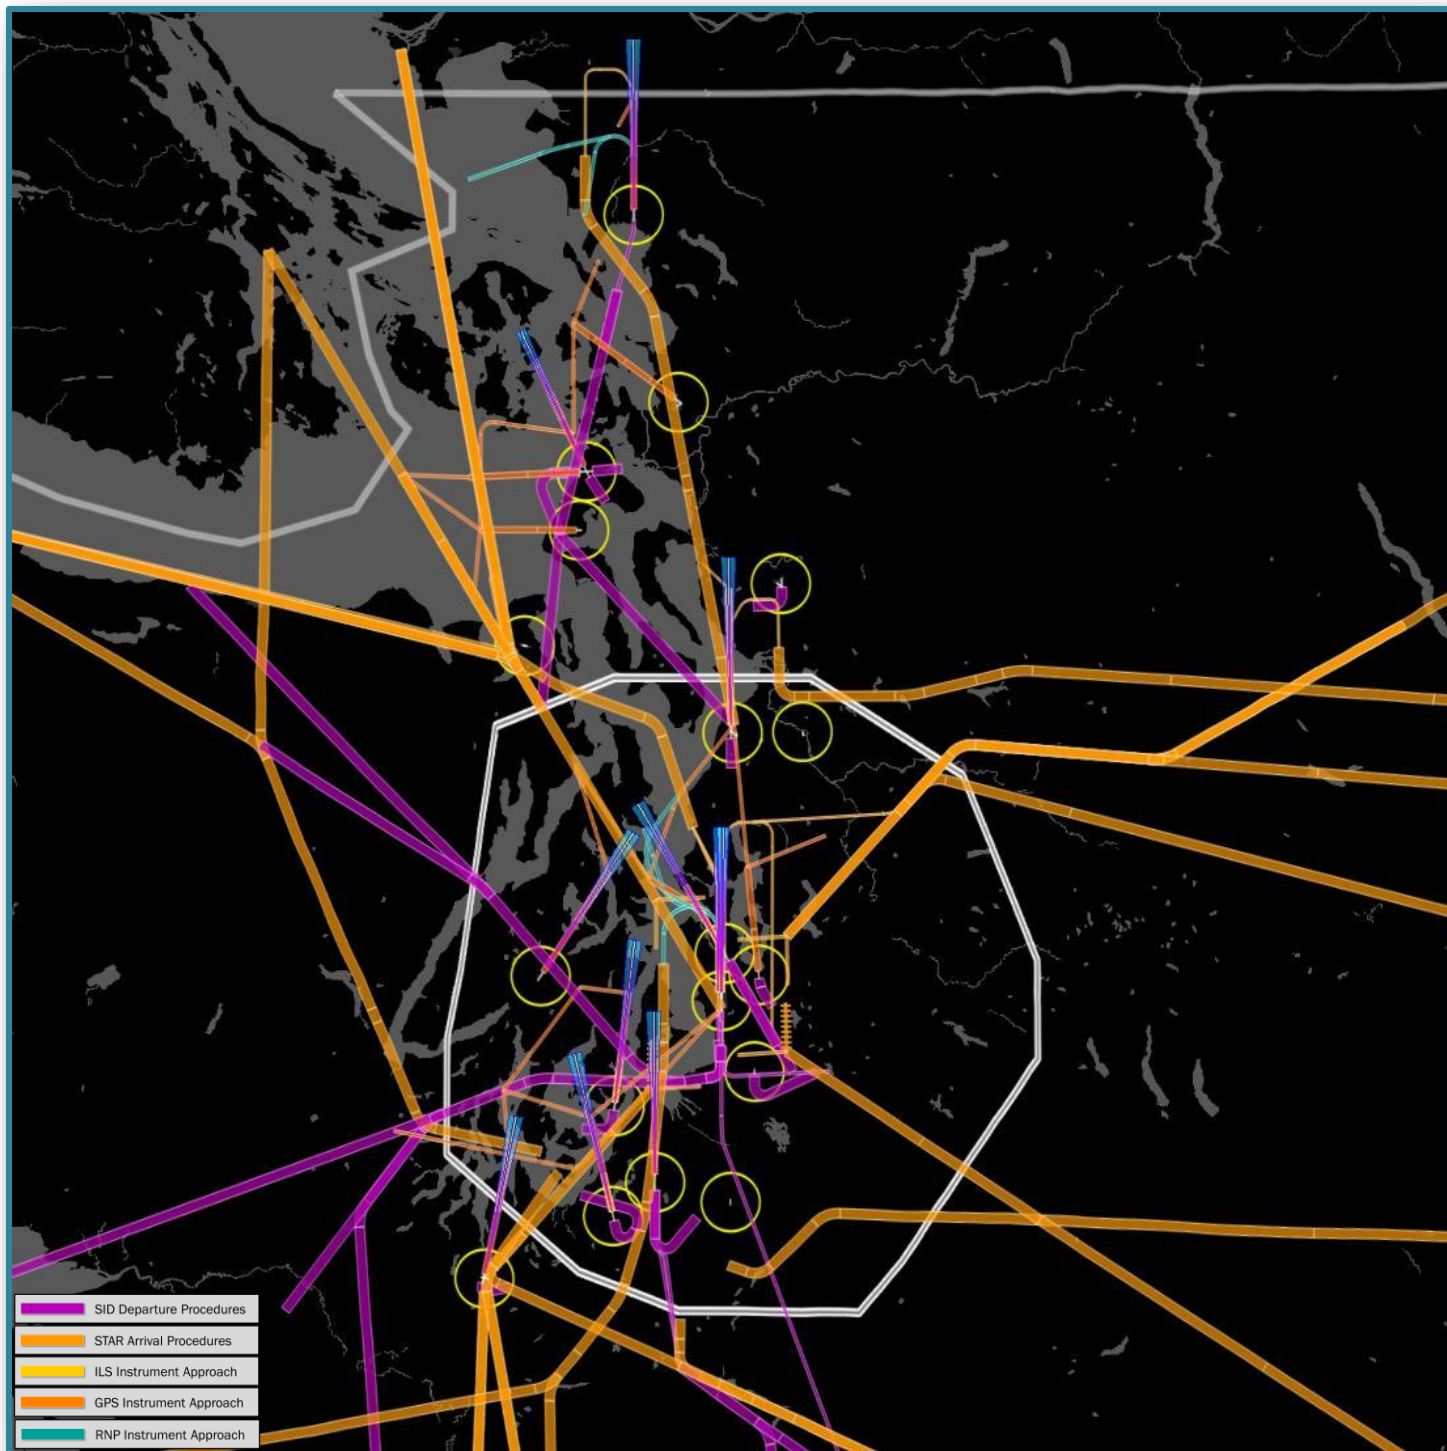 SID Departure Procedures
STAR Arrival Procedures
ILS Instrument Approach
GPS Instrument Approach
RNP Instrument Approach